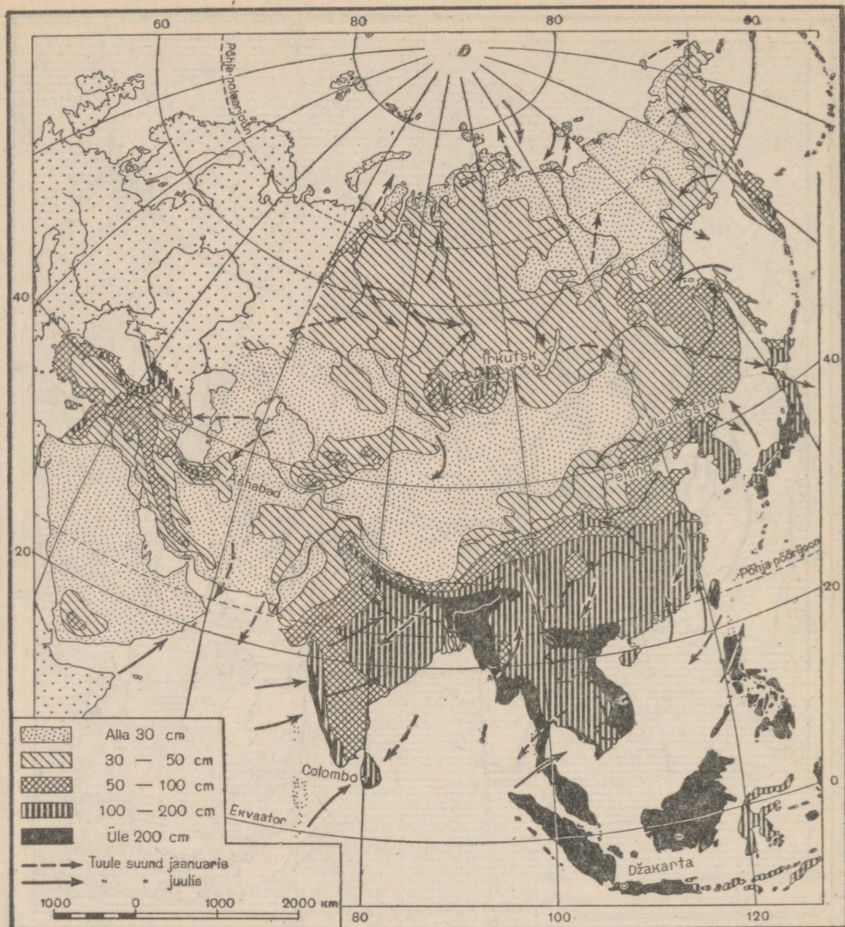 60 80 80 60
Põhja-polaarjoon
40
Irkutsk
40
Vladivostok
Peking
Ashabad
20
Põhja-pöörijoon
20
Alla 30 cm
30 — 50 cm
50 — 100 cm
100 — 200 cm
Üle 200 cm
Colombo
0
Ekvaator
Tuule suund jaanuaris
" " juulis
Džakarta
1000 0 1000 2000 км
80 100 120